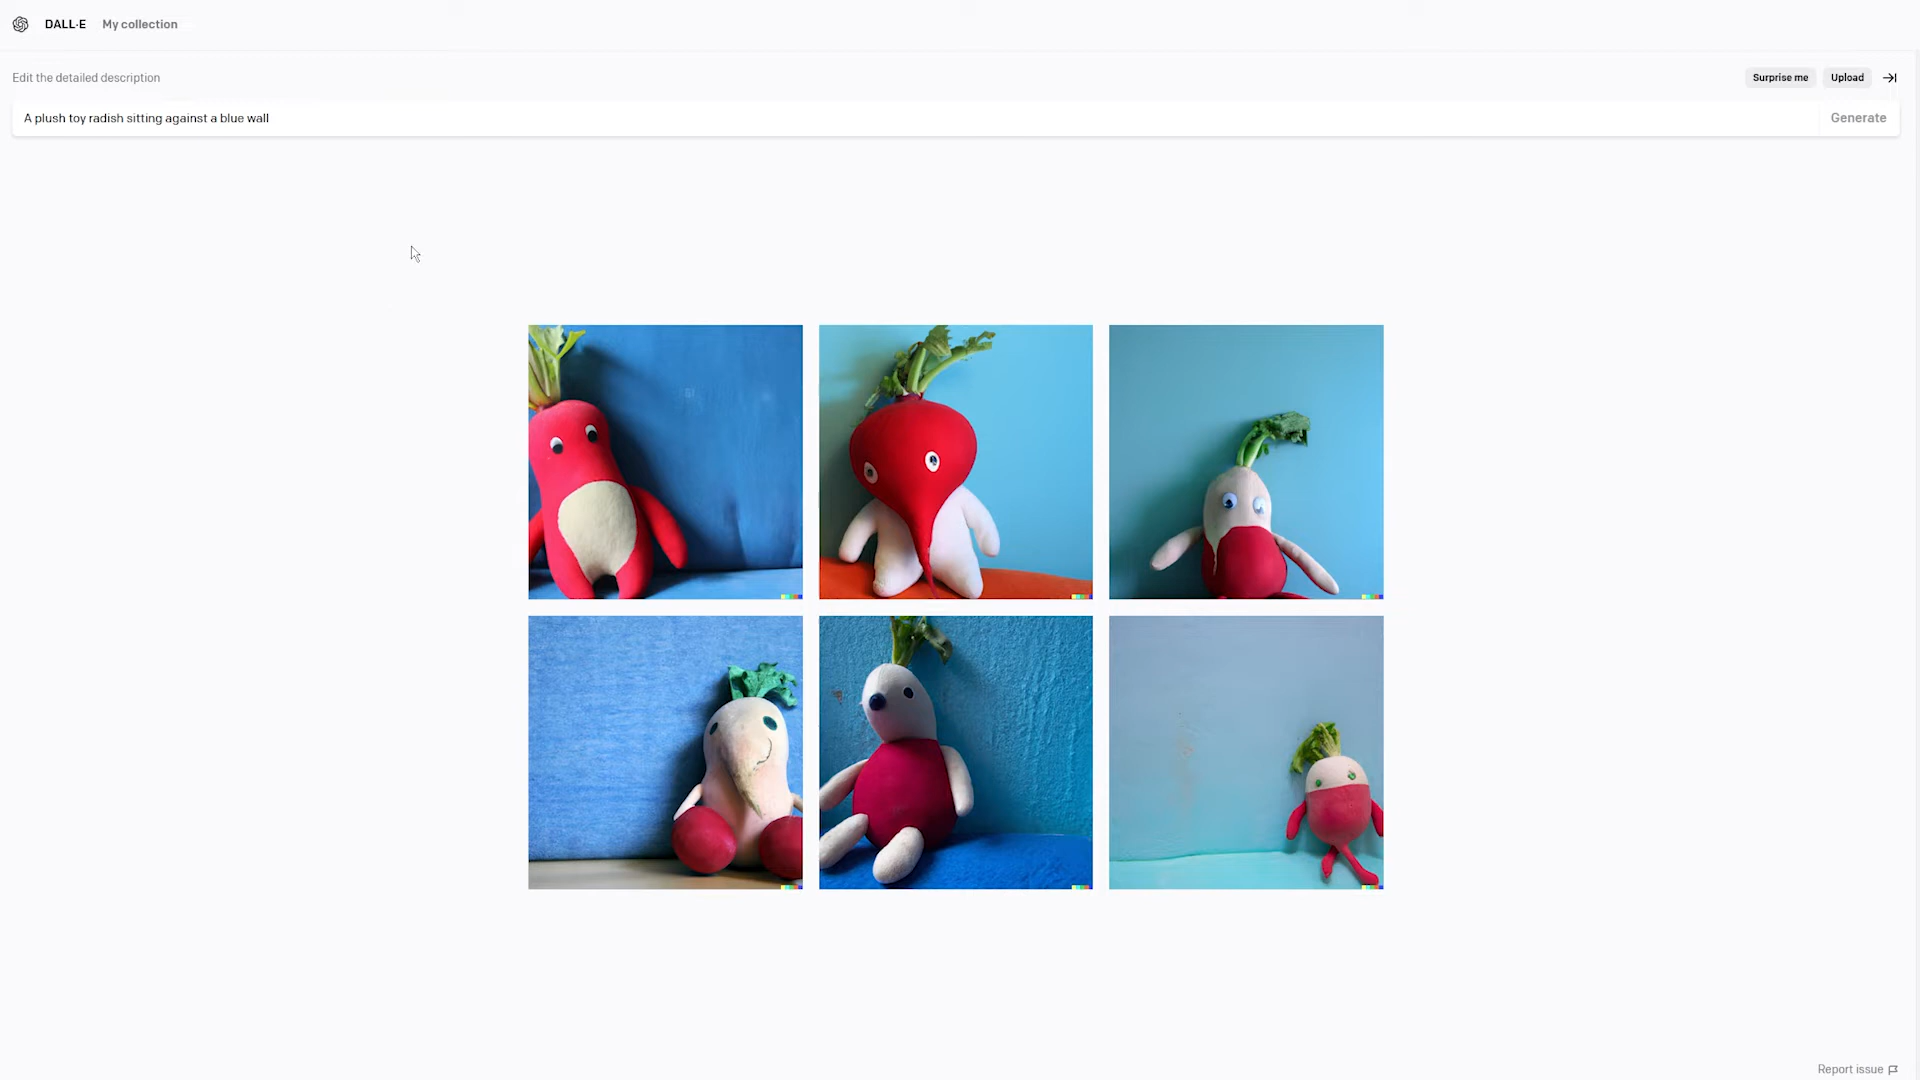 DALL·E My collection
Edit the detailed description
Surprise me Upload
A plush toy radish sitting against a blue wall
Generate
Report issue